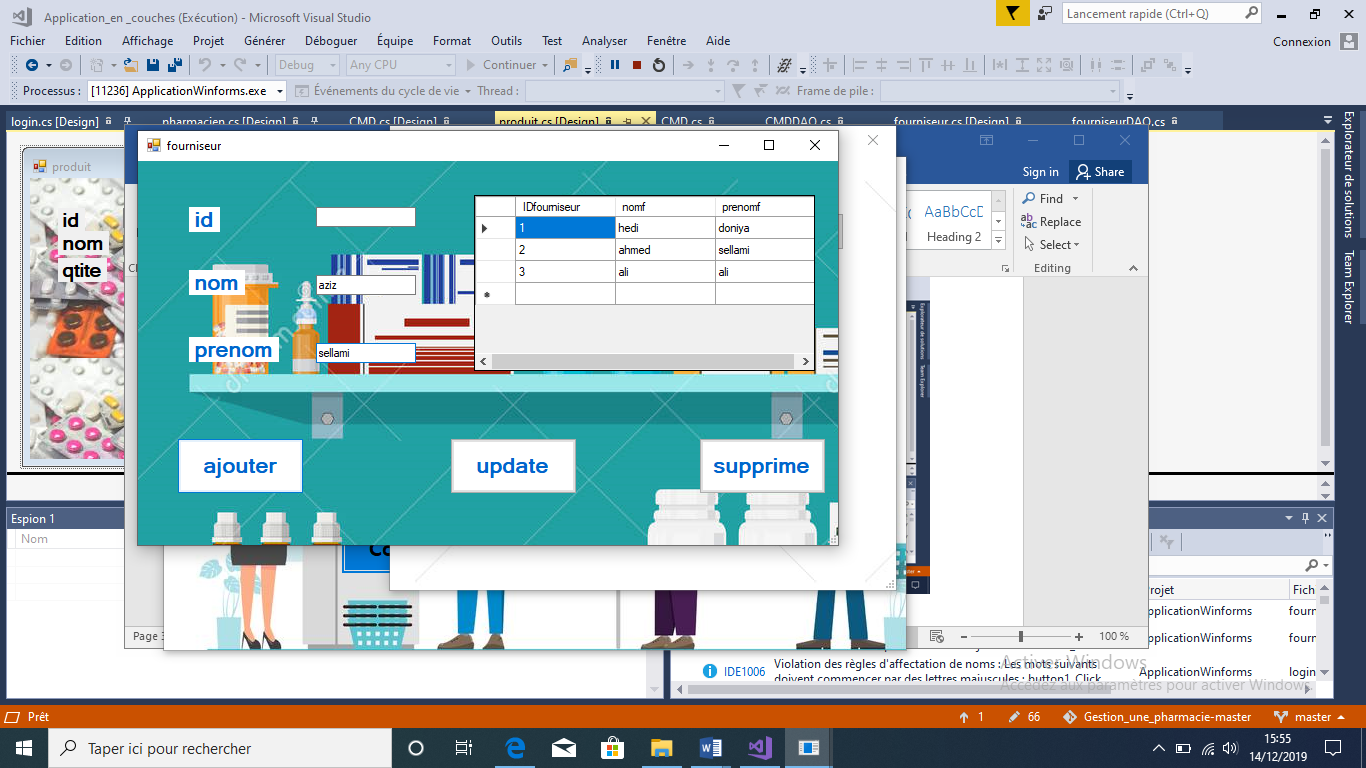 Application_en _couches (Exécution) - Microsoft Visual Studio
Lancement rapide (Ctrl+Q)
Fichier Edition Affichage Projet Générer Déboguer Équipe Format Outils Test Analyser Fenêtre Aide
Connexion
Debug Any CPU Continuer
Processus : [11236] ApplicationWinforms.exe Événements du cycle de vie Thread : Frame de pile :
login.cs [Design] pharmacien.cs [Design] CMD.cs [Design] produit.cs [Design] CMD.cs CMDDAO.cs fourniseur.cs [Design] fourniseurDAO.cs
Explorateur de solutions
Team Explorer
produit
id
nom
qtite
fourniseur
id
nom
aziz
prenom
sellami
IDfourniseur nomf prenomf
1 hedi doniya
2 ahmed sellami
3 ali ali
*
ajouter
update
supprime
Sign in
Share
AaBbCcD
Heading 2
Find
Replace
Select
Editing
Explorateur de solutions
Team Explorer
Espion 1
Nom
Page 3
100 %
Fich
ApplicationWinforms
ApplicationWinforms
IDE1006
Violation des règles d'affectation de noms : Les mots suivants
doivent commencer par des lettres majuscules : button1_Click
ApplicationWinforms
login
Activer Windows
Accédez aux paramètres pour activer Windows.
Prêt
1
66
Gestion_une_pharmacie-master
master
Taper ici pour rechercher
15:55
14/12/2019